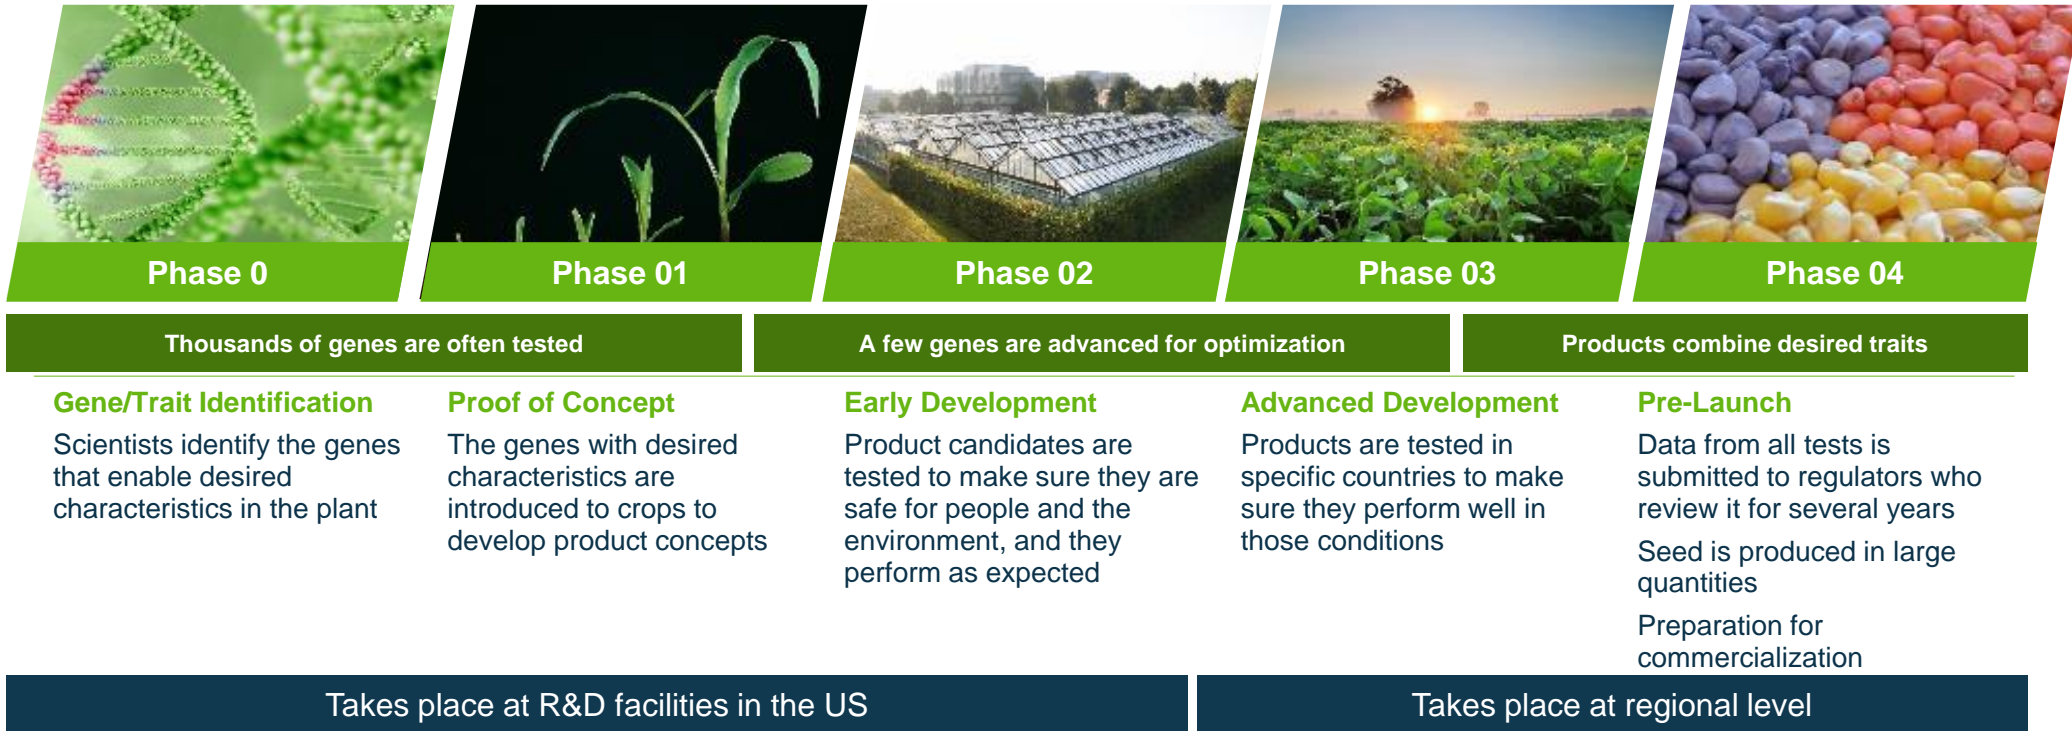 Phase 0
Phase 01
Phase 02
Phase 03
Phase 04
Thousands of genes are often tested
A few genes are advanced for optimization
Products combine desired traits
Gene/Trait Identification
Scientists identify the genes
that enable desired
characteristics in the plant
Proof of Concept
The genes with desired
characteristics are
introduced to crops to
develop product concepts
Early Development
Product candidates are
tested to make sure they are
safe for people and the
environment, and they
perform as expected
Advanced Development
Products are tested in
specific countries to make
sure they perform well in
those conditions
Pre-Launch
Data from all tests is
submitted to regulators who
review it for several years
Seed is produced in large
quantities
Preparation for
commercialization
Takes place at R&D facilities in the US
Takes place at regional level